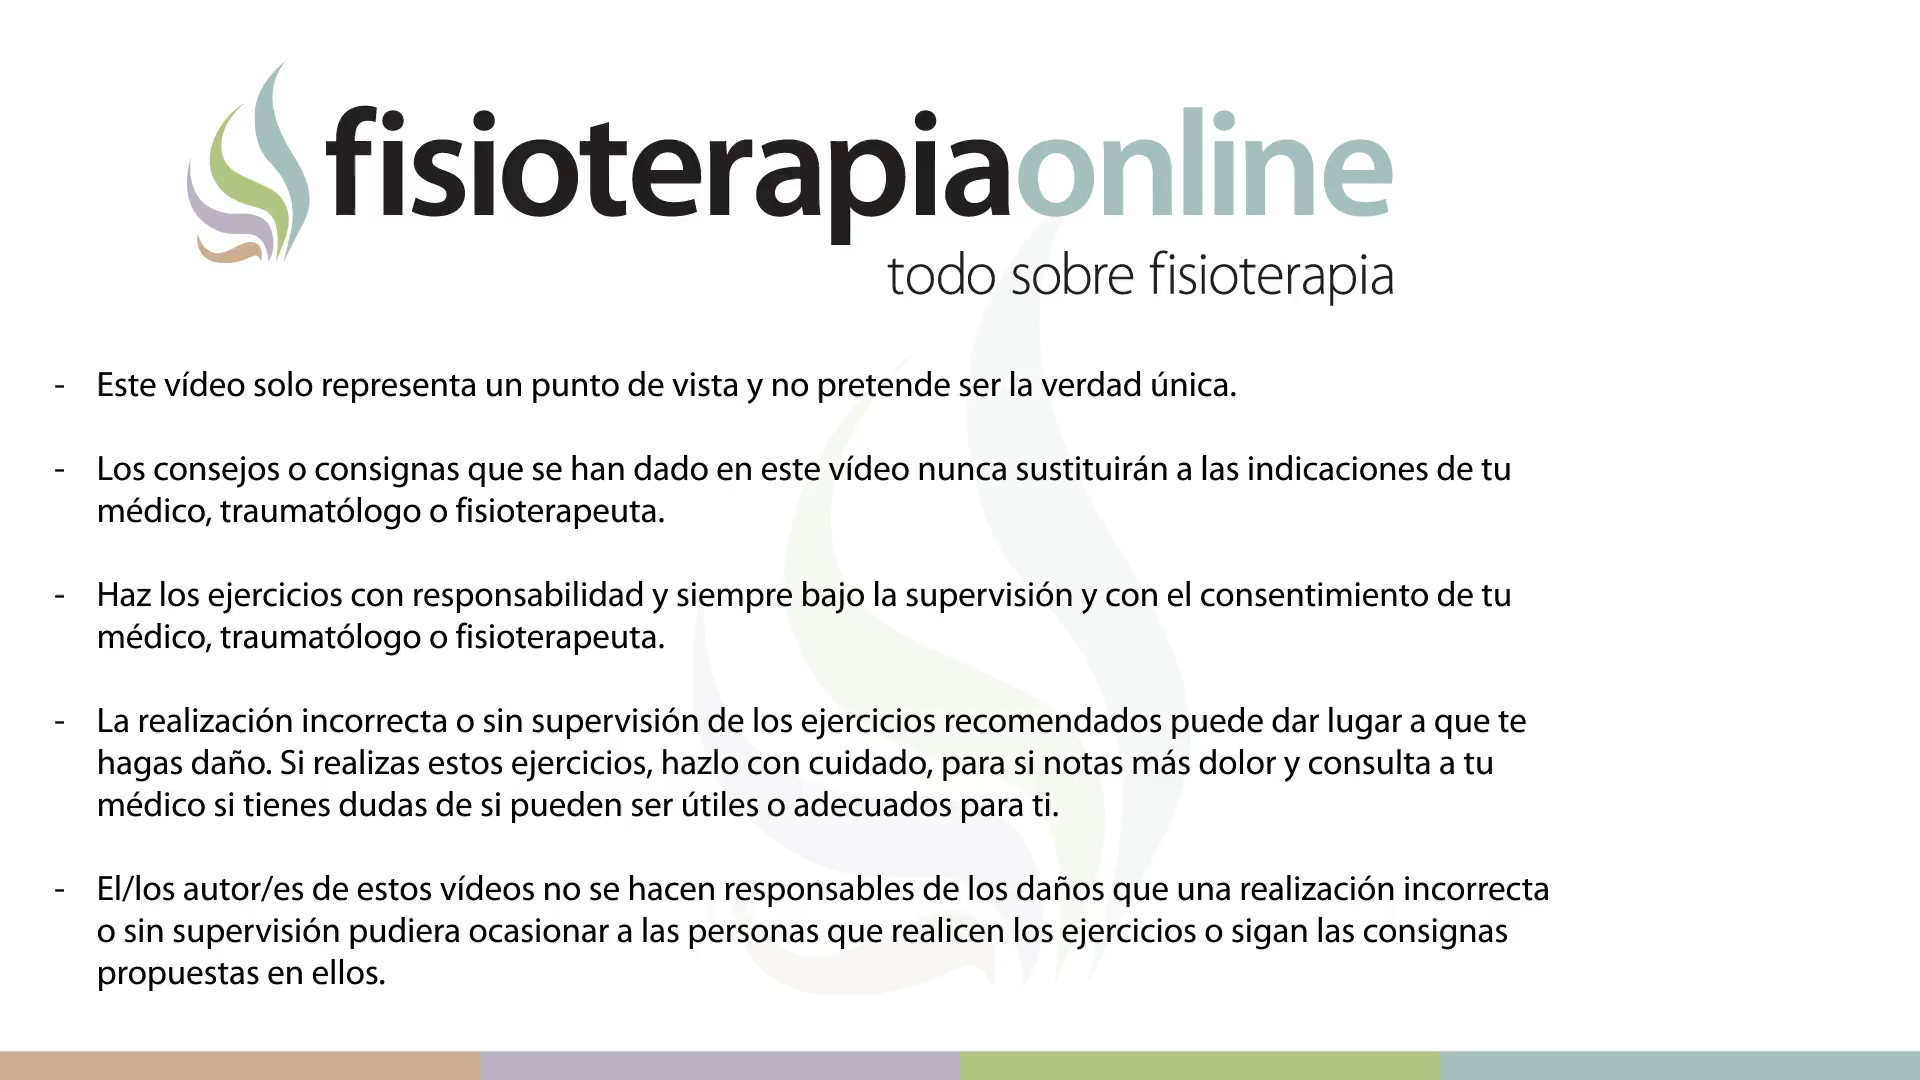 fisioterapiaonline
todo sobre fisioterapia
- Este vídeo solo representa un punto de vista y no pretende ser la verdad única.
- Los consejos o consignas que se han dado en este vídeo nunca sustituirán a las indicaciones de tu
médico, traumatólogo o fisioterapeuta.
- Haz los ejercicios con responsabilidad y siempre bajo la supervisión y con el consentimiento de tu
médico, traumatólogo o fisioterapeuta.
- La realización incorrecta o sin supervisión de los ejercicios recomendados puede dar lugar a que te
hagas daño. Si realizas estos ejercicios, hazlo con cuidado, para si notas más dolor y consulta a tu
médico si tienes dudas de si pueden ser útiles o adecuados para ti.
- El/los autor/es de estos vídeos no se hacen responsables de los daños que una realización incorrecta
o sin supervisión pudiera ocasionar a las personas que realicen los ejercicios o sigan las consignas
propuestas en ellos.